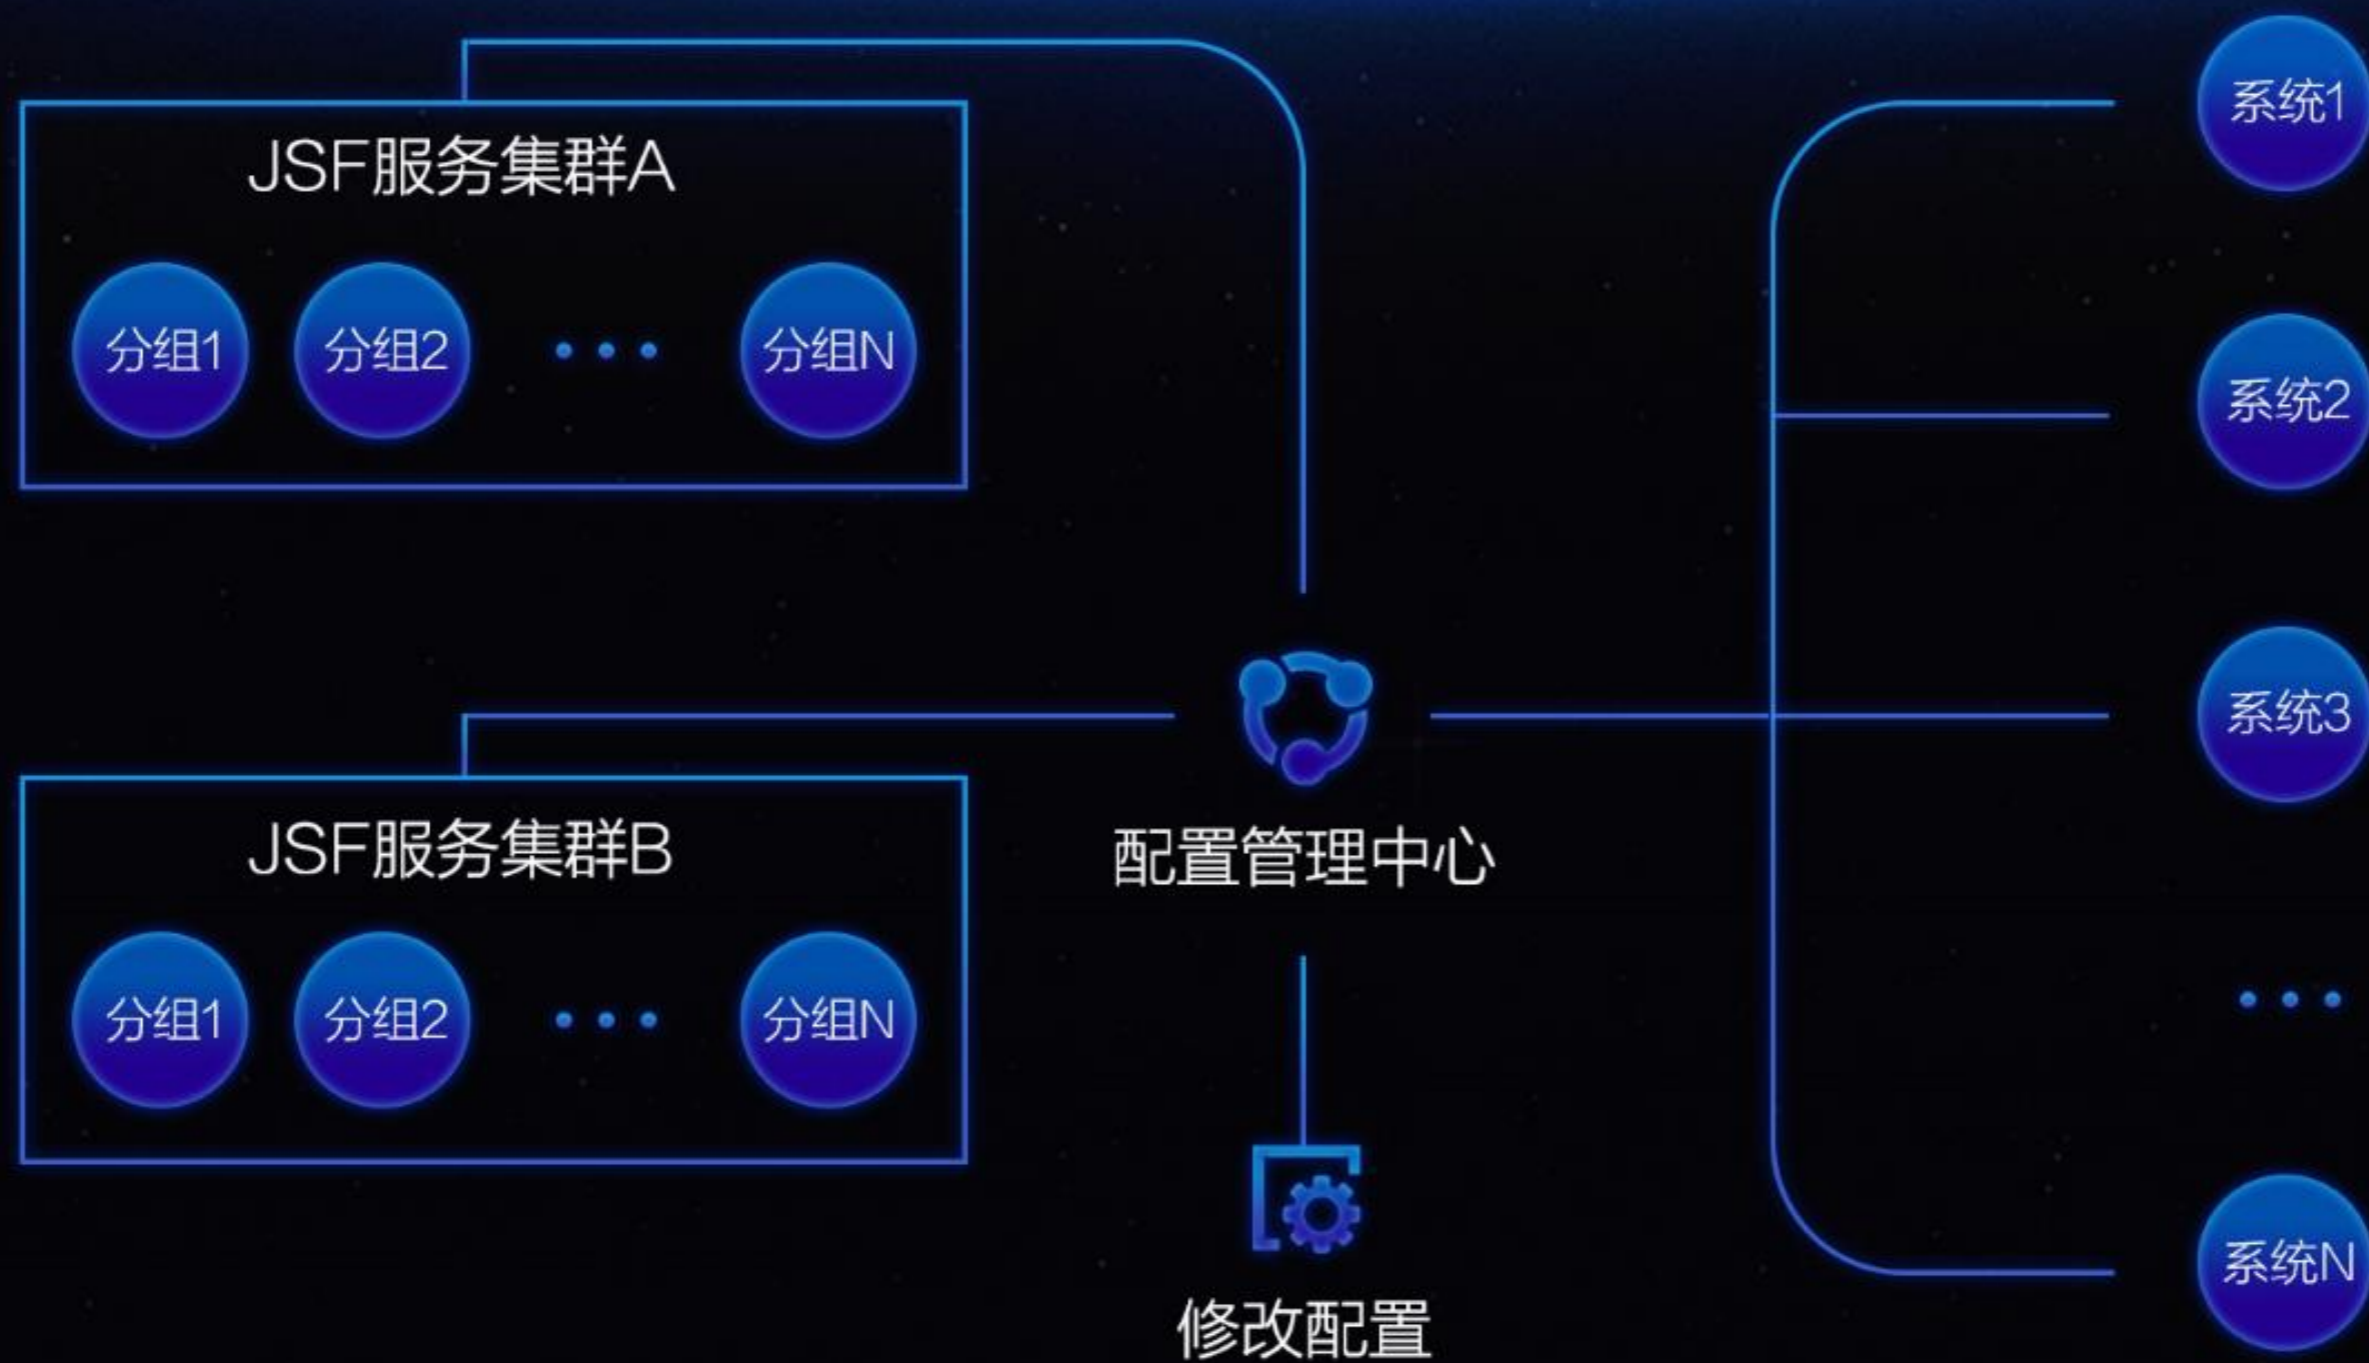 JSF服务集群A
分组1
分组2
分组N
JSF服务集群B
分组1
分组2
分组N
配置管理中心
修改配置
系统1
系统2
系统3
系统N